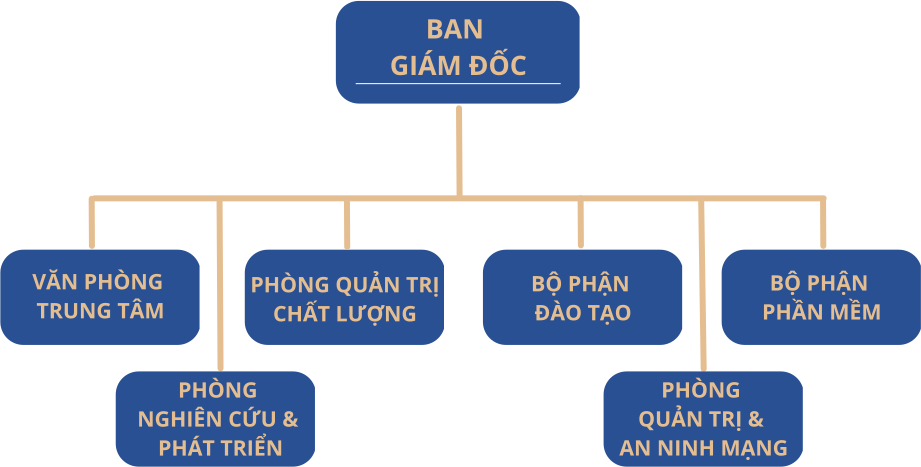 BAN
GIÁM ĐỐC
VĂN PHÒNG
TRUNG TÂM
PHÒNG QUẢN TRỊ
CHẤT LƯỢNG
BỘ PHẬN
ĐÀO TẠO
BỘ PHẬN
PHẦN MỀM
PHÒNG
NGHIÊN CỨU &
PHÁT TRIỂN
PHÒNG
QUẢN TRỊ &
AN NINH MẠNG